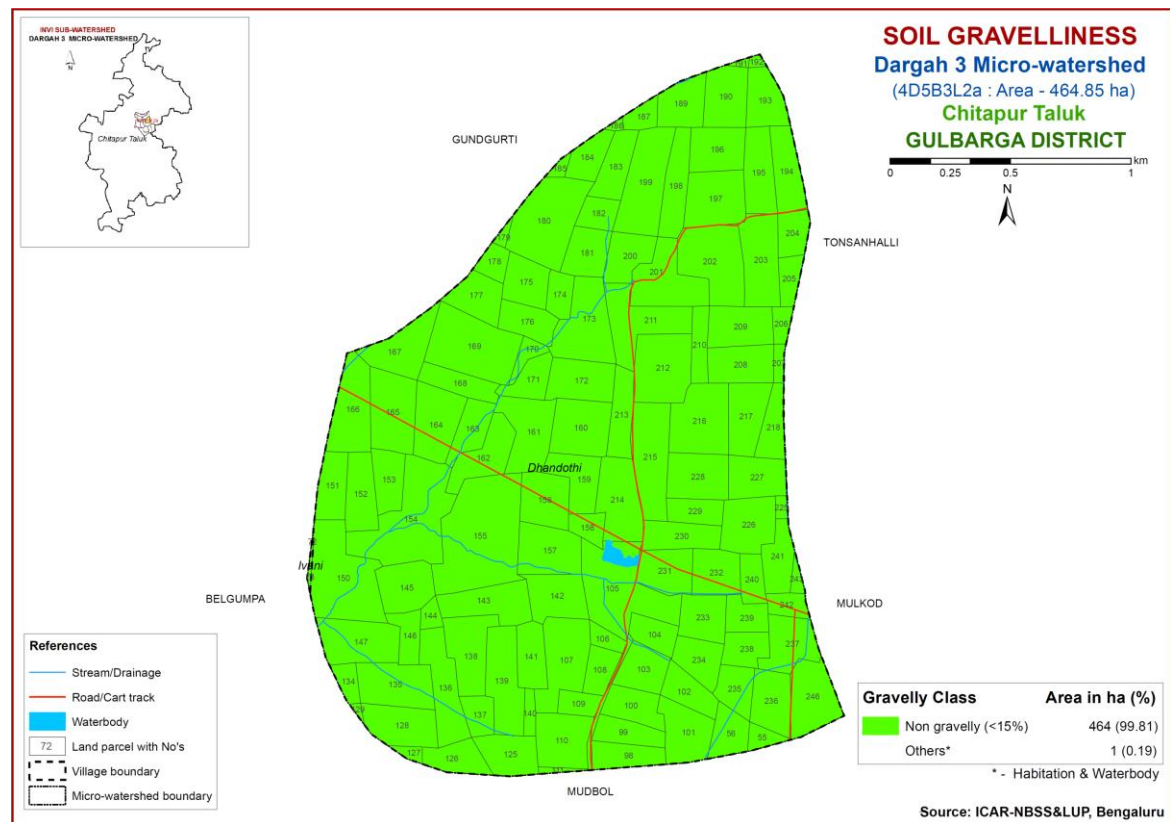 INVI SUB-WATERSHED
DARGAH 3 MICRO-WATERSHED
N
Chitapur Taluk
SOIL GRAVELLINESS
Dargah 3 Micro-watershed
(4D5B3L2a : Area - 464.85 ha)
Chitapur Taluk
GULBARGA DISTRICT
km
0 0.25 0.5 1
N
GUNDGURTI
TONSANHALLI
BELGUMPA
MULKOD
MUDBOL
Dhandothi
Ivani
192
189 190 193
187
188
184 196
185 183 199 198 195 194
197
180 182
179 181 200 204
178 201 202 203
175 205
177 174
176 173 211 209 206
167 169 170 210
168 171 172 212 208 207
166 165 164 163 161 160 213 216 217 218
162 215
151 152 153 159 228 227
158 214
154 229 225
155 156 230 226
157 241
150 231 232 240 243
145 105
143 142 242
144 233 239
147 146 106 104 237
138 141 107 238
134 135 136 139 108 103 234
102 235 246
129 109 100 236
137 140
128 99 101 56 55
110
127 126 125 98
References
Stream/Drainage
Road/Cart track
Waterbody
72 Land parcel with No's
Village boundary
Micro-watershed boundary
Gravelly Class Area in ha (%)
Non gravelly (<15%) 464 (99.81)
Others* 1 (0.19)
* - Habitation & Waterbody
Source: ICAR-NBSS&LUP, Bengaluru